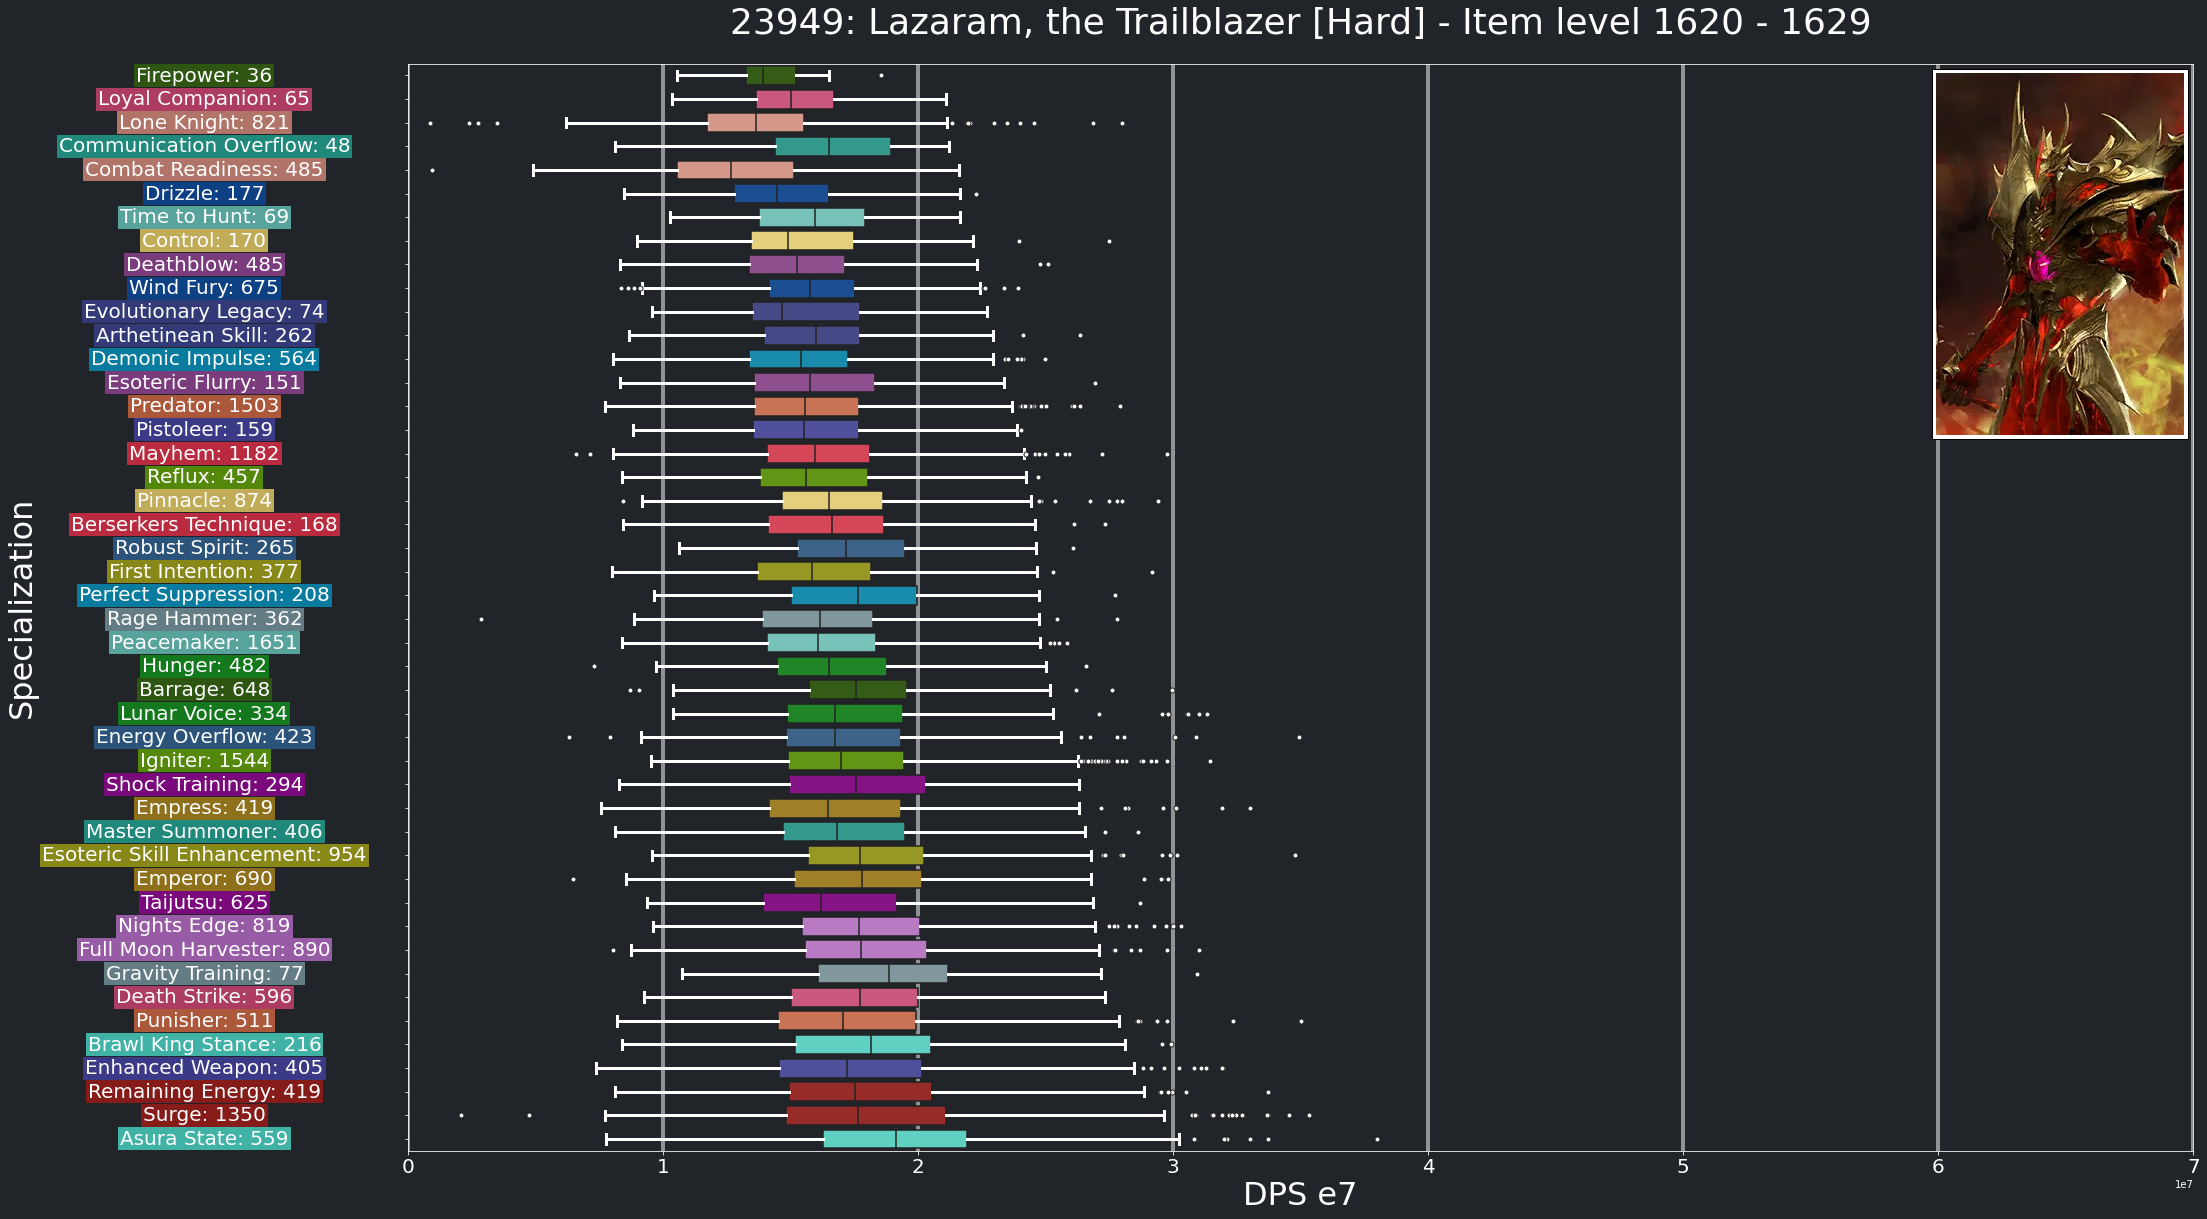 23949: Lazaram, the Trailblazer [Hard] - Item level 1620 - 1629
Specialization
Firepower: 36
Loyal Companion: 65
Lone Knight: 821
Communication Overflow: 48
Combat Readiness: 485
Drizzle: 177
Time to Hunt: 69
Control: 170
Deathblow: 485
Wind Fury: 675
Evolutionary Legacy: 74
Arthetinean Skill: 262
Demonic Impulse: 564
Esoteric Flurry: 151
Predator: 1503
Pistoleer: 159
Mayhem: 1182
Reflux: 457
Pinnacle: 874
Berserkers Technique: 168
Robust Spirit: 265
First Intention: 377
Perfect Suppression: 208
Rage Hammer: 362
Peacemaker: 1651
Hunger: 482
Barrage: 648
Lunar Voice: 334
Energy Overflow: 423
Igniter: 1544
Shock Training: 294
Empress: 419
Master Summoner: 406
Esoteric Skill Enhancement: 954
Emperor: 690
Taijutsu: 625
Nights Edge: 819
Full Moon Harvester: 890
Gravity Training: 77
Death Strike: 596
Punisher: 511
Brawl King Stance: 216
Enhanced Weapon: 405
Remaining Energy: 419
Surge: 1350
Asura State: 559
0 1 2 3 4 5 6 7
1e7
DPS e7